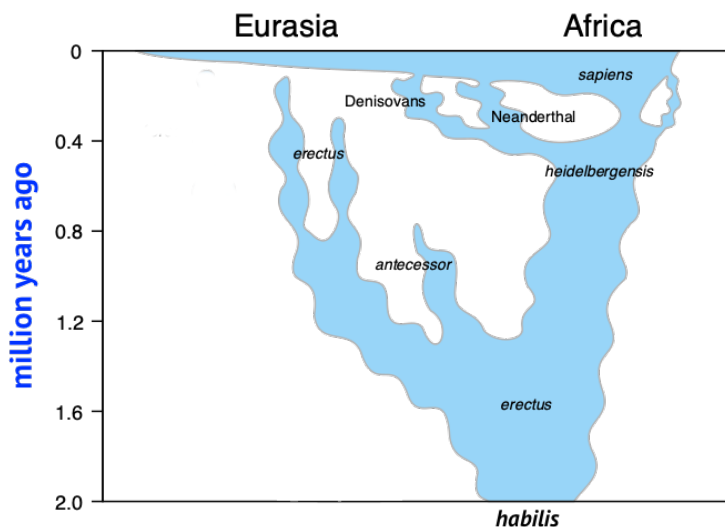 Eurasia
Africa
million years ago
0
0.4
0.8
1.2
1.6
2.0
sapiens
Denisovans
Neanderthal
erectus
heidelbergensis
antecessor
erectus
habilis